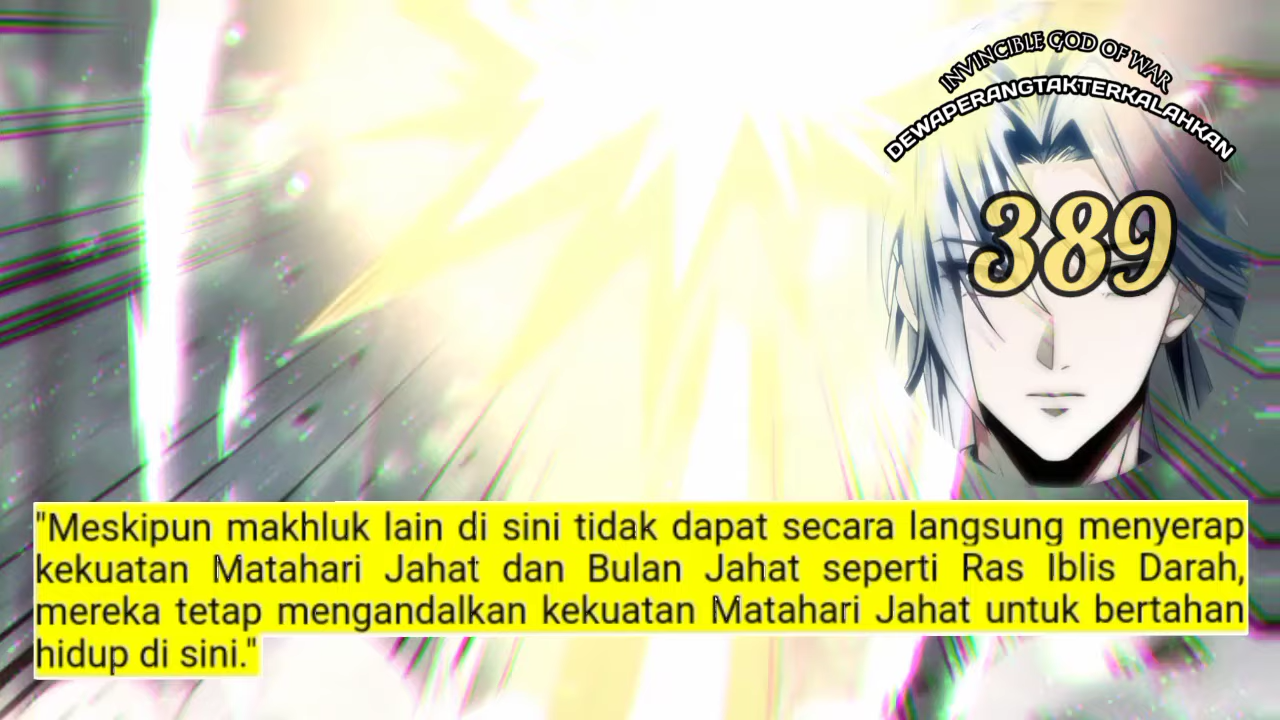 INVINCIBLE GOD OF WAR
DEWAPERANGTAKTERKALAHKAN
389
"Meskipun makhluk lain di sini tidak dapat secara langsung menyerap
kekuatan Matahari Jahat dan Bulan Jahat seperti Ras Iblis Darah,
mereka tetap mengandalkan kekuatan Matahari Jahat untuk bertahan
hidup di sini."